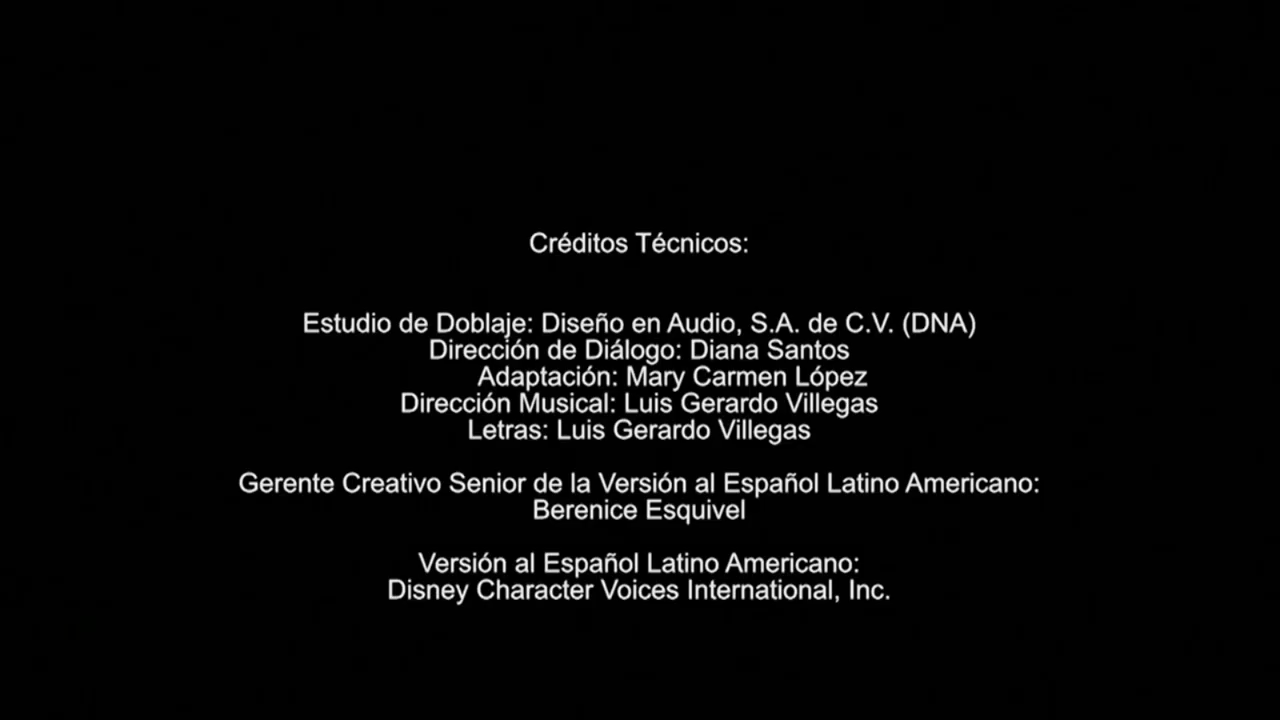 Créditos Técnicos:
Estudio de Doblaje: Diseño en Audio, S.A. de C.V. (DNA)
Dirección de Diálogo: Diana Santos
Adaptación: Mary Carmen López
Dirección Musical: Luis Gerardo Villegas
Letras: Luis Gerardo Villegas
Gerente Creativo Senior de la Versión al Español Latino Americano:
Berenice Esquivel
Versión al Español Latino Americano:
Disney Character Voices International, Inc.